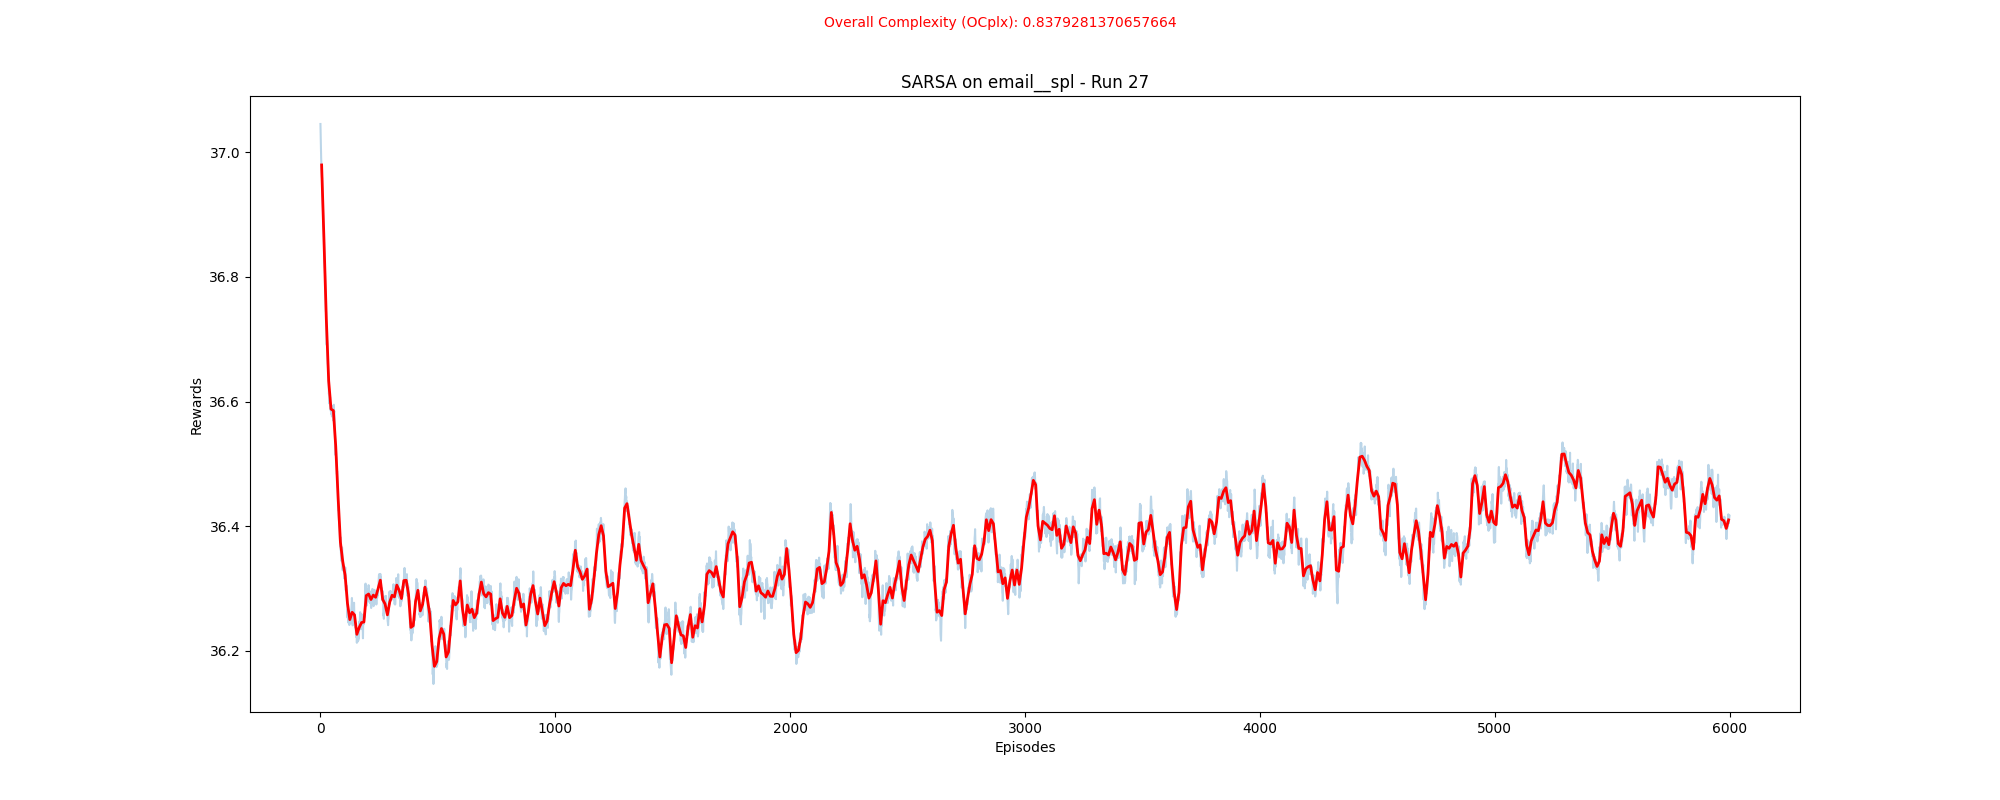 Overall Complexity (OCplx): 0.8379281370657664
SARSA on email__spl - Run 27
37.0
36.8
36.6
36.4
36.2
Rewards
0 1000 2000 3000 4000 5000 6000
Episodes